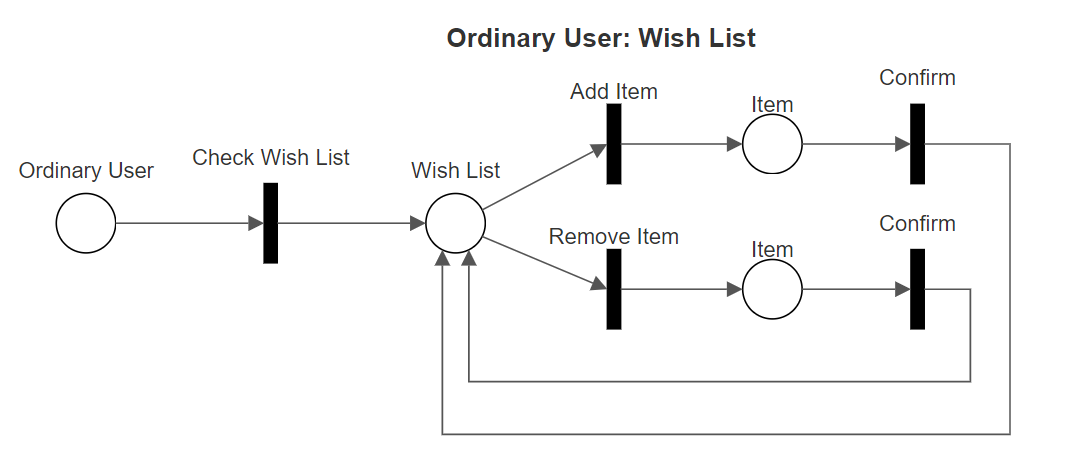 Ordinary User: Wish List
Confirm
Add Item
Item
Check Wish List
Ordinary User
Wish List
Confirm
Remove Item
Item